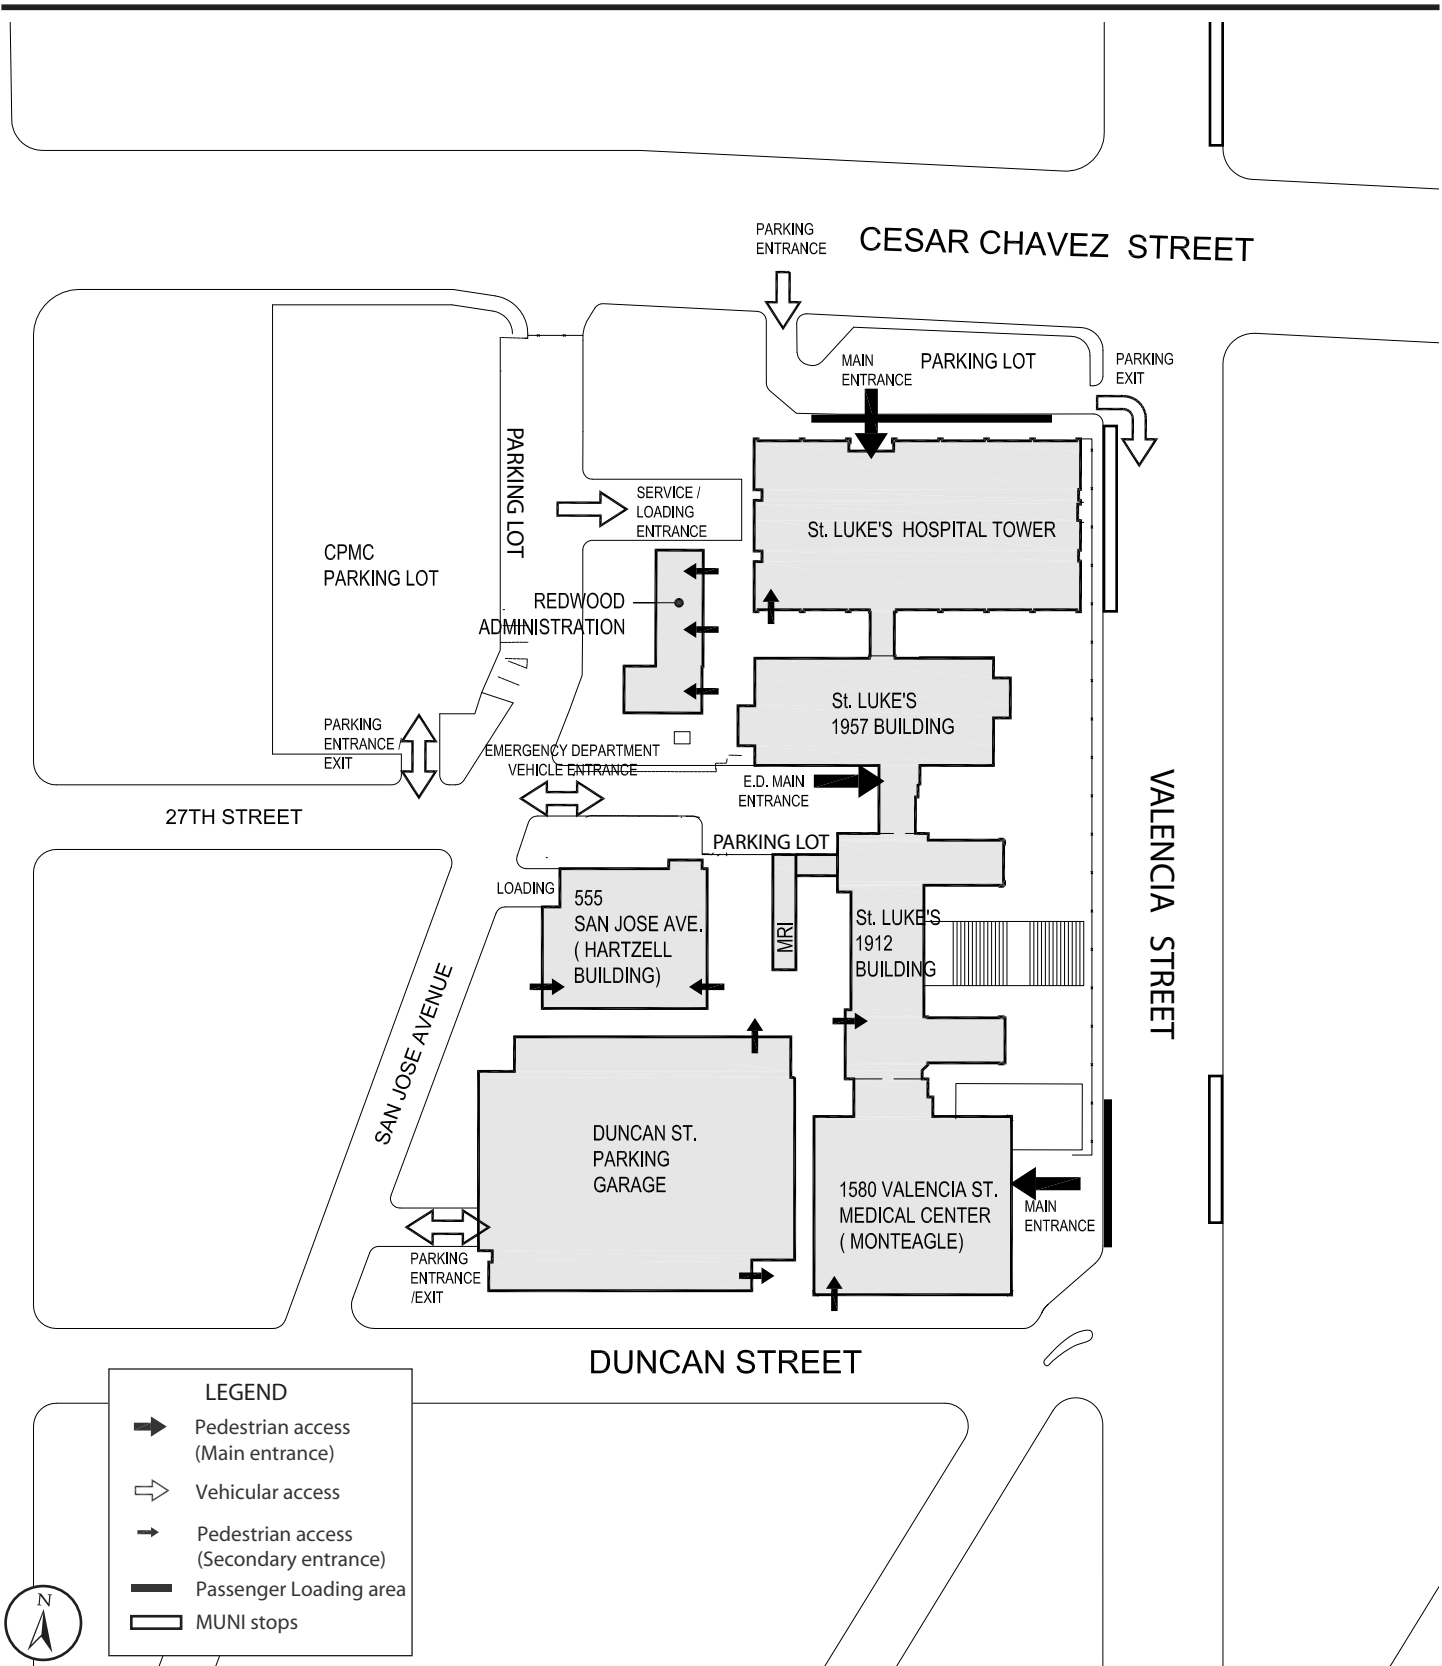 PARKING
ENTRANCE
CESAR CHAVEZ STREET
MAIN
ENTRANCE
PARKING LOT
PARKING
EXIT
PARKING LOT
SERVICE /
LOADING
ENTRANCE
St. LUKE'S HOSPITAL TOWER
CPMC
PARKING LOT
REDWOOD
ADMINISTRATION
St. LUKE'S
1957 BUILDING
PARKING
ENTRANCE /
EXIT
EMERGENCY DEPARTMENT
VEHICLE ENTRANCE
E.D. MAIN
ENTRANCE
27TH STREET
VALENCIA STREET
PARKING LOT
LOADING
555
SAN JOSE AVE.
( HARTZELL
BUILDING)
MRI
St. LUKE'S
1912
BUILDING
SAN JOSE AVENUE
DUNCAN ST.
PARKING
GARAGE
1580 VALENCIA ST.
MEDICAL CENTER
( MONTEAGLE)
MAIN
ENTRANCE
PARKING
ENTRANCE
/EXIT
DUNCAN STREET
LEGEND
Pedestrian access
(Main entrance)
Vehicular access
Pedestrian access
(Secondary entrance)
Passenger Loading area
MUNI stops
N